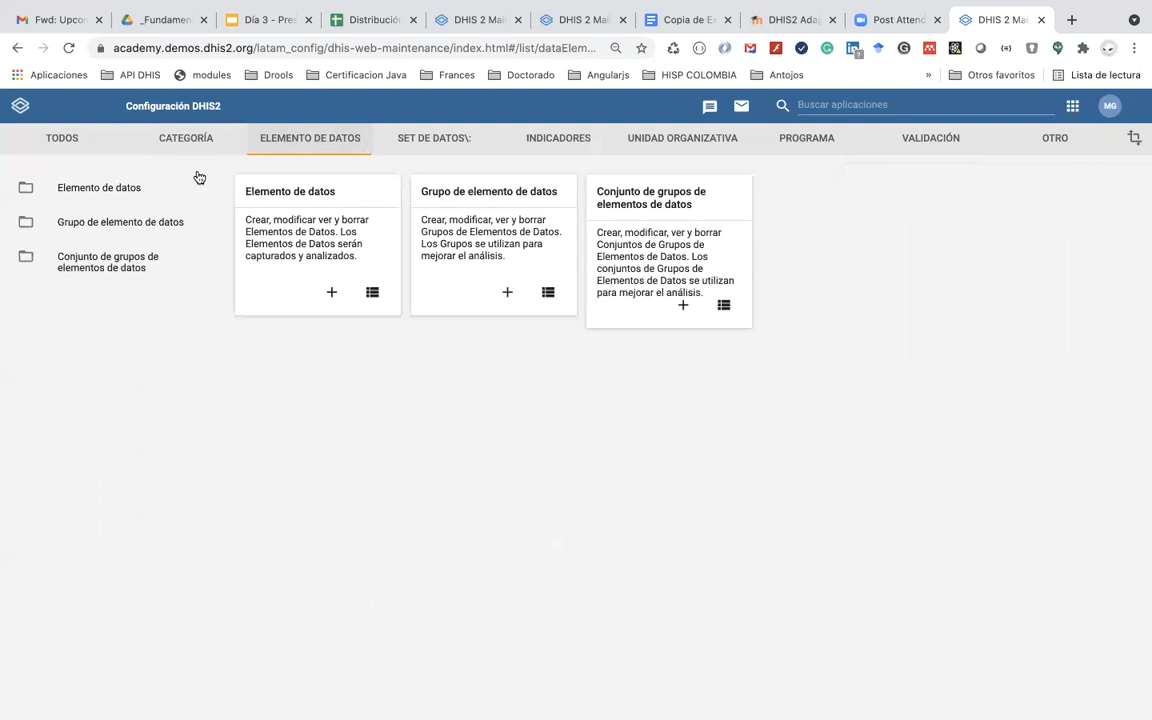 Fwd: Upcon
_Fundamen
Día 3 - Pres
Distribución
DHIS 2 Mai
DHIS 2 Mai
Copia de E
DHIS2 Adap
Post Attend
DHIS 2 Mai
academy.demos.dhis2.org/latam_config/dhis-web-maintenance/index.html#/list/dataElem...
Aplicaciones
API DHIS
modules
Drools
Certificacion Java
Frances
Doctorado
Angularjs
HISP COLOMBIA
Antojos
»
Otros favoritos
Lista de lectura
Configuración DHIS2
Buscar aplicaciones
MG
TODOS
CATEGORÍA
ELEMENTO DE DATOS
SET DE DATOS\:
INDICADORES
UNIDAD ORGANIZATIVA
PROGRAMA
VALIDACIÓN
OTRO
Elemento de datos
Grupo de elemento de datos
Conjunto de grupos de
elementos de datos
Elemento de datos
Crear, modificar ver y borrar
Elementos de Datos. Los
Elementos de Datos serán
capturados y analizados.
Grupo de elemento de datos
Crear, modificar, ver y borrar
Grupos de Elementos de Datos.
Los Grupos se utilizan para
mejorar el análisis.
Conjunto de grupos de
elementos de datos
Crear, modificar, ver y borrar
Conjuntos de Grupos de
Elementos de Datos. Los
conjuntos de Grupos de
Elementos de Datos se utilizan
para mejorar el análisis.